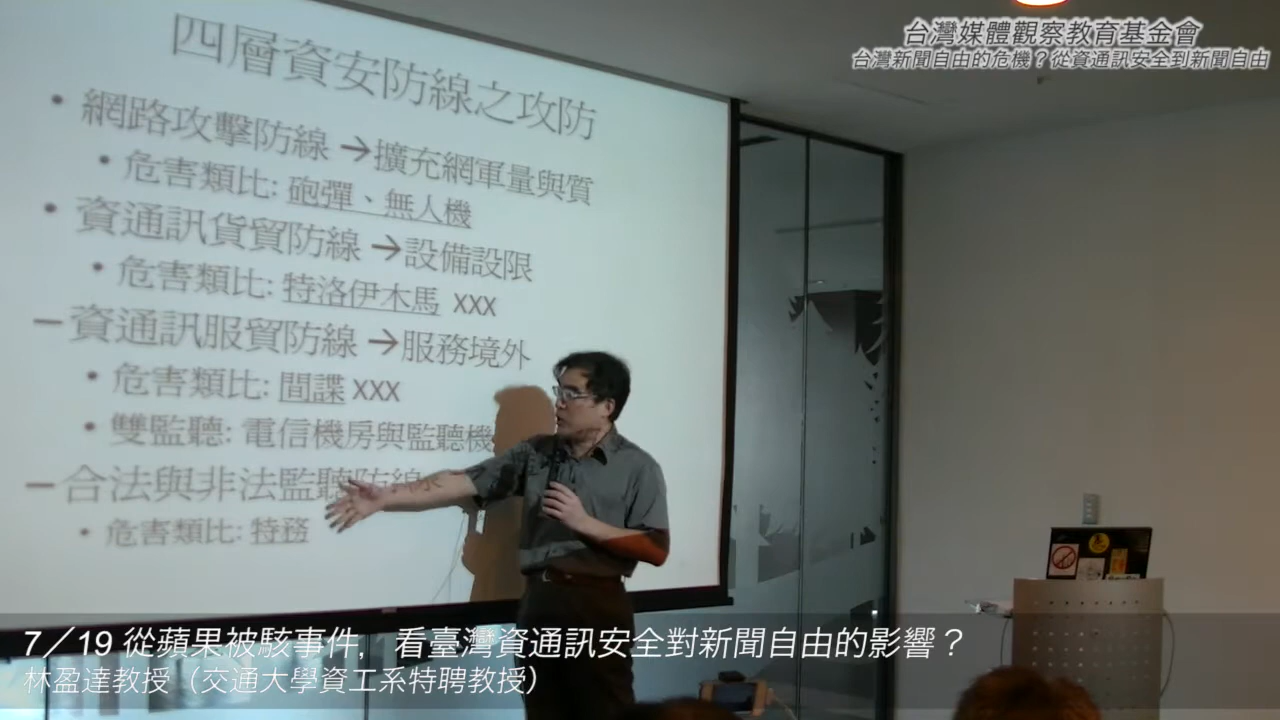 台灣媒體觀察教育基金會
台灣新聞自由的危機？從資通訊安全到新聞自由
四層資安防線之攻防
• 網路攻擊防線→擴充網軍量與質
• 危害類比: 砲彈、無人機
• 資通訊貨貿防線→設備設限
• 危害類比: 特洛伊木馬 XXX
– 資通訊服貿防線→服務境外
• 危害類比: 間諜 XXX
• 雙監聽: 電信機房與監聽機
– 合法與非法監聽防線
• 危害類比: 特務
7／19 從蘋果被駭事件，看臺灣資通訊安全對新聞自由的影響？
林盈達教授（交通大學資工系特聘教授）